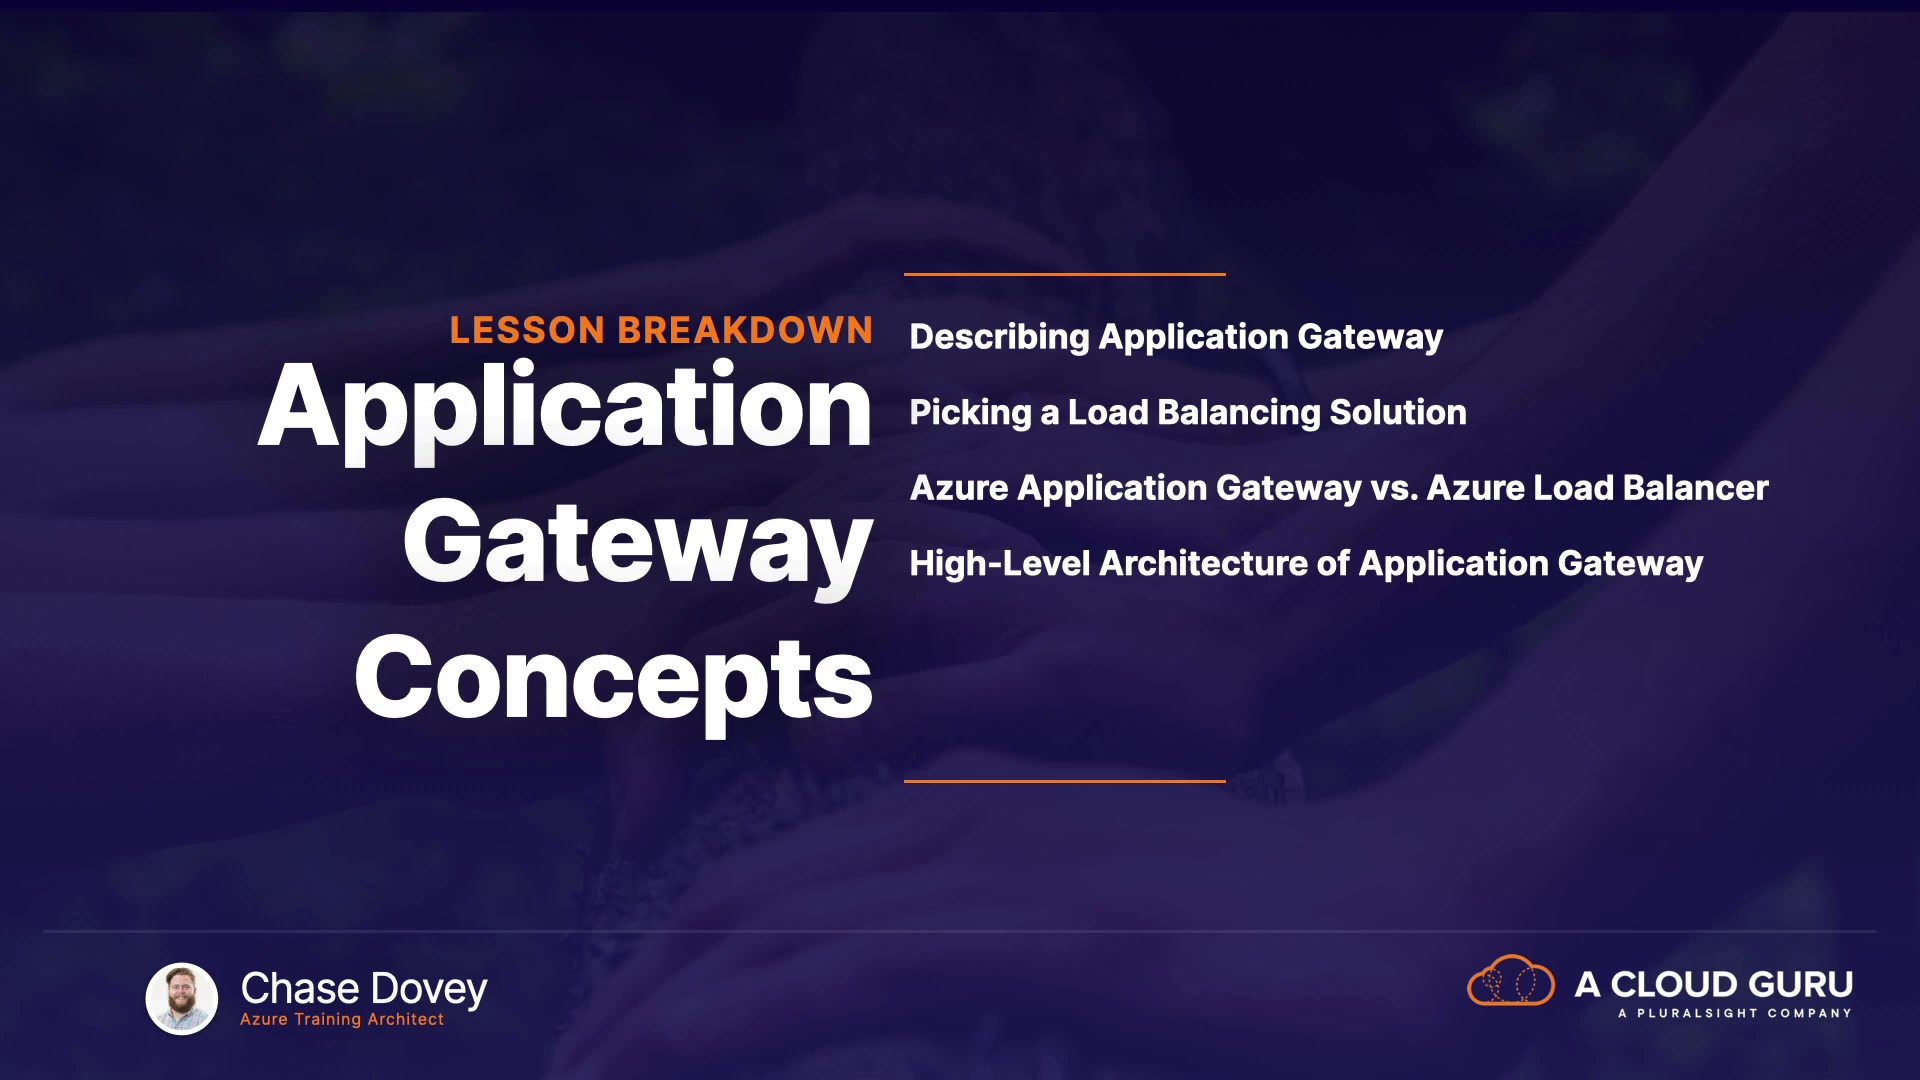 LESSON BREAKDOWN
Application
Gateway
Concepts
Describing Application Gateway
Picking a Load Balancing Solution
Azure Application Gateway vs. Azure Load Balancer
High-Level Architecture of Application Gateway
Chase Dovey
Azure Training Architect
A CLOUD GURU
A PLURALSIGHT COMPANY